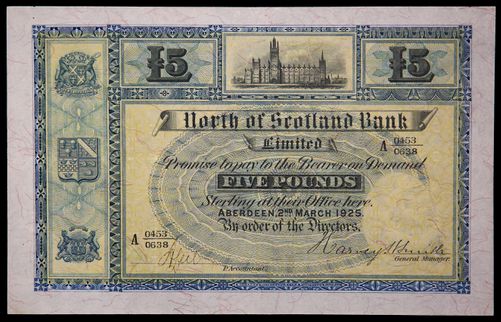 £5
£5
North of Scotland Bank
Limited
A 0453/0638
Promise to pay to the Bearer on Demand
FIVE POUNDS
Sterling at their Office here.
ABERDEEN, 2ND MARCH 1925.
By order of the Directors.
A 0453/0638
P. Accountant.
General Manager.